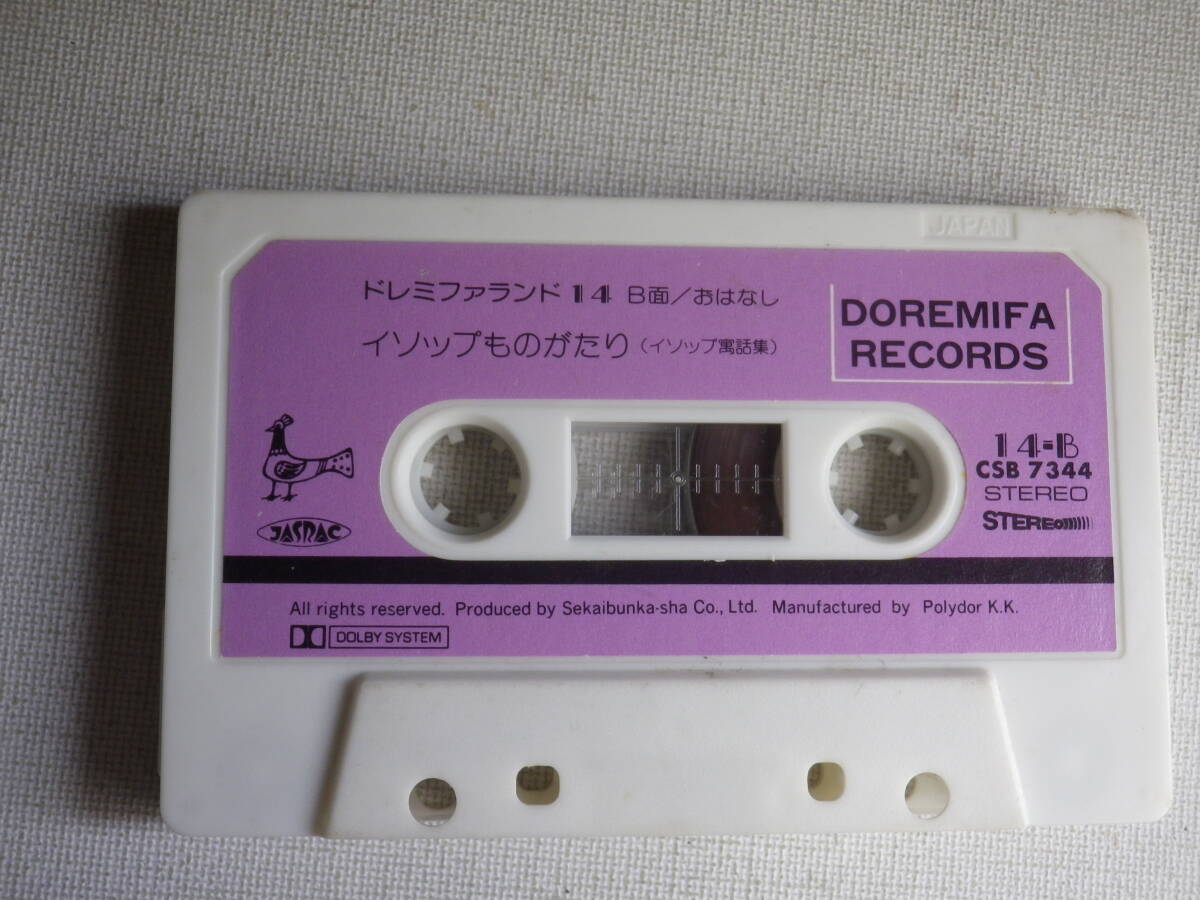 JAPAN
ドレミファランド 14 B面／おはなし
イソップものがたり（イソップ寓話集）
DOREMIFA
RECORDS
14-B
CSB 7344
STEREO
STEREO
JASRAC
All rights reserved. Produced by Sekaibunka-sha Co., Ltd. Manufactured by Polydor K.K.
DOLBY SYSTEM